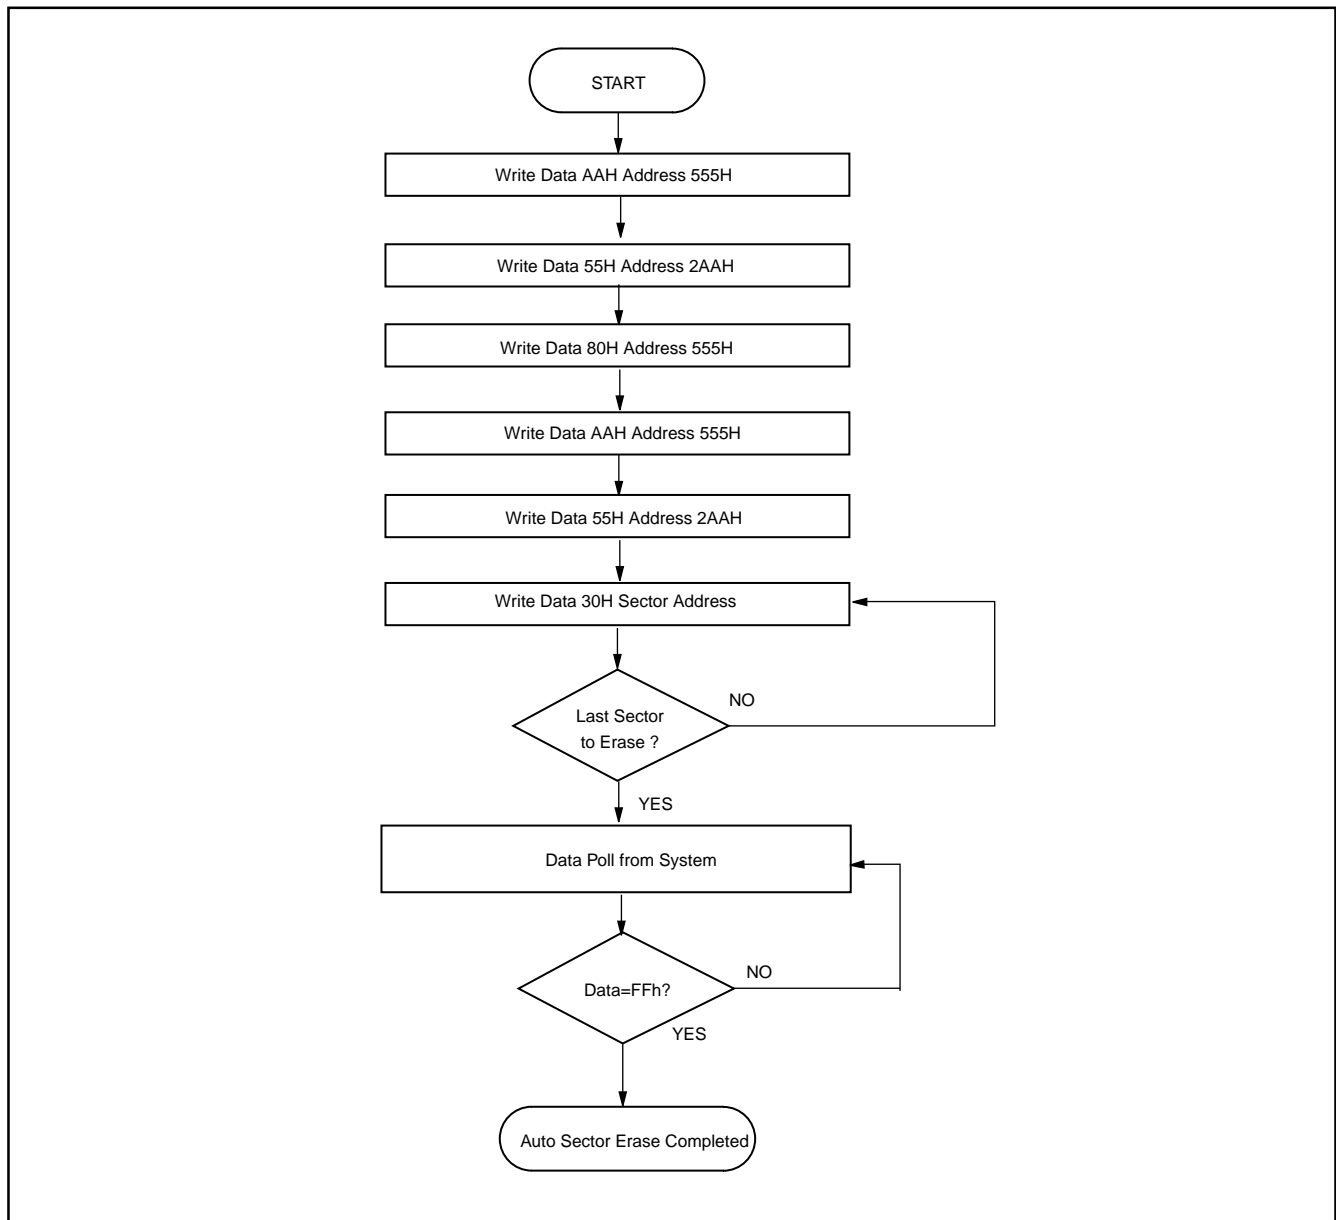 START
Write Data AAH Address 555H
Write Data 55H Address 2AAH
Write Data 80H Address 555H
Write Data AAH Address 555H
Write Data 55H Address 2AAH
Write Data 30H Sector Address
NO
Last Sector
to Erase ?
YES
Data Poll from System
NO
Data=FFh?
YES
Auto Sector Erase Completed